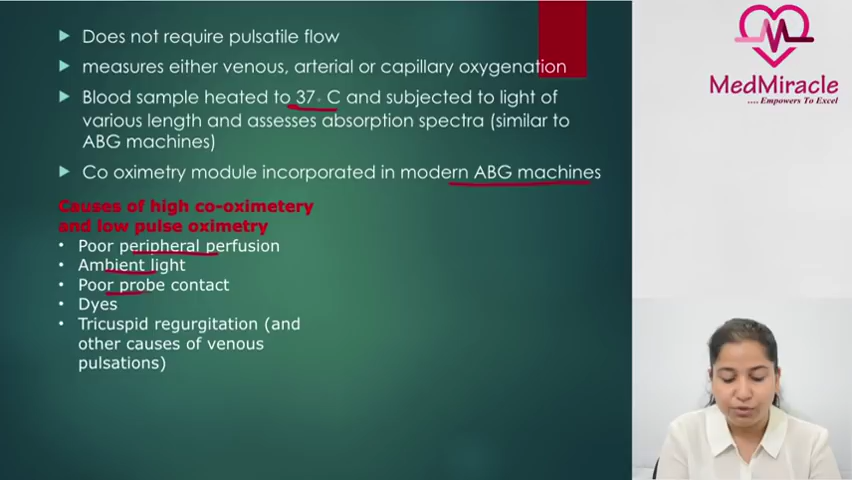 Does not require pulsatile flow
measures either venous, arterial or capillary oxygenation
Blood sample heated to 37◦ C and subjected to light of
various length and assesses absorption spectra (similar to
ABG machines)
Co oximetry module incorporated in modern ABG machines
Causes of high co-oximetery
and low pulse oximetry
• Poor peripheral perfusion
• Ambient light
• Poor probe contact
• Dyes
• Tricuspid regurgitation (and
other causes of venous
pulsations)
MedMiracle
....Empowers To Excel